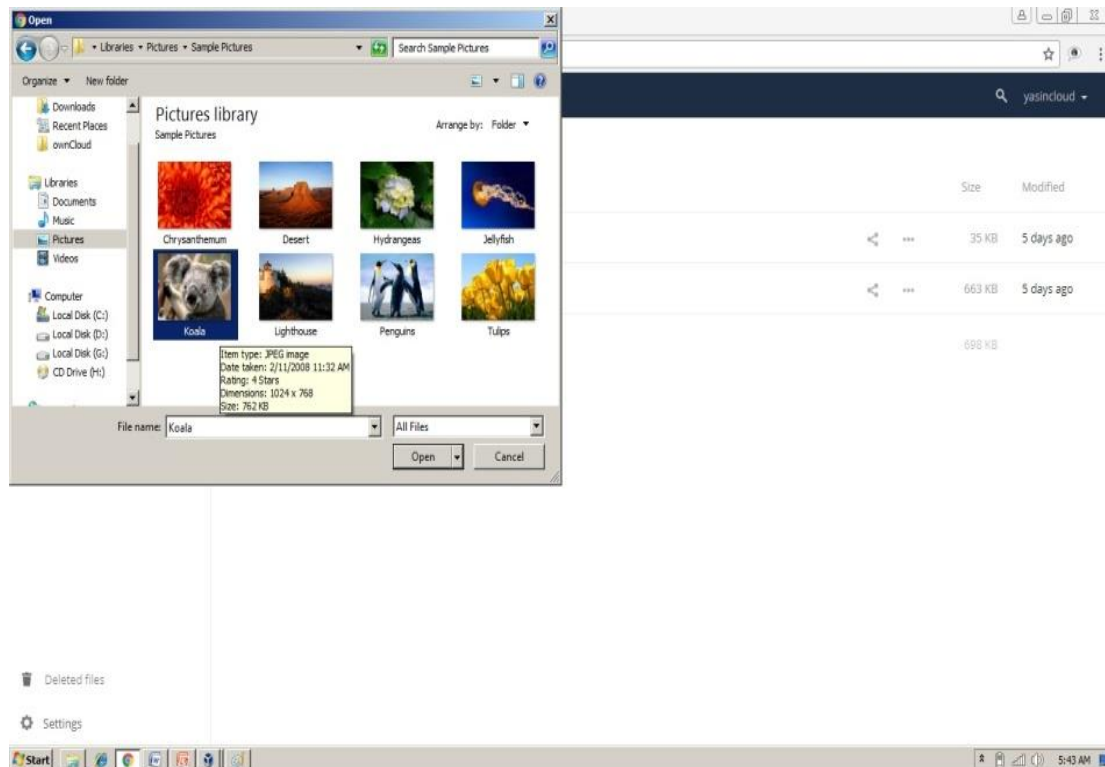 Open
Libraries ▸ Pictures ▸ Sample Pictures
Search Sample Pictures
Organize
New folder
Downloads
Recent Places
ownCloud
Libraries
Documents
Music
Pictures
Videos
Computer
Local Disk (C:)
Local Disk (D:)
Local Disk (G:)
CD Drive (H:)
Pictures library
Sample Pictures
Arrange by: Folder
Chrysanthemum
Desert
Hydrangeas
Jellyfish
Koala
Lighthouse
Penguins
Tulips
Item type: JPEG image
Date taken: 2/11/2008 11:32 AM
Rating: 4 Stars
Dimensions: 1024 x 768
Size: 762 KB
File name: Koala
All Files
Open
Cancel
yasincloud
Size Modified
35 KB 5 days ago
663 KB 5 days ago
698 KB
Deleted files
Settings
Start
5:43 AM